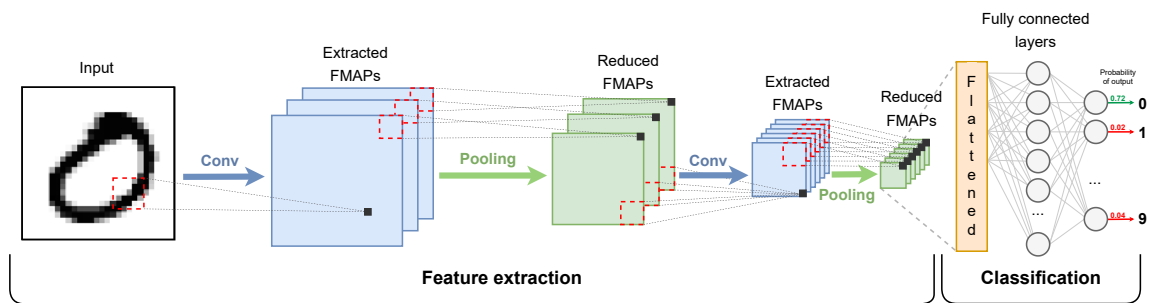 Input
Conv
Extracted
FMAPs
Pooling
Reduced
FMAPs
Conv
Extracted
FMAPs
Pooling
Reduced
FMAPs
Flattened
Fully connected
layers
...
Probability
of output
0.72 0
0.02 1
...
0.04 9
Feature extraction
Classification